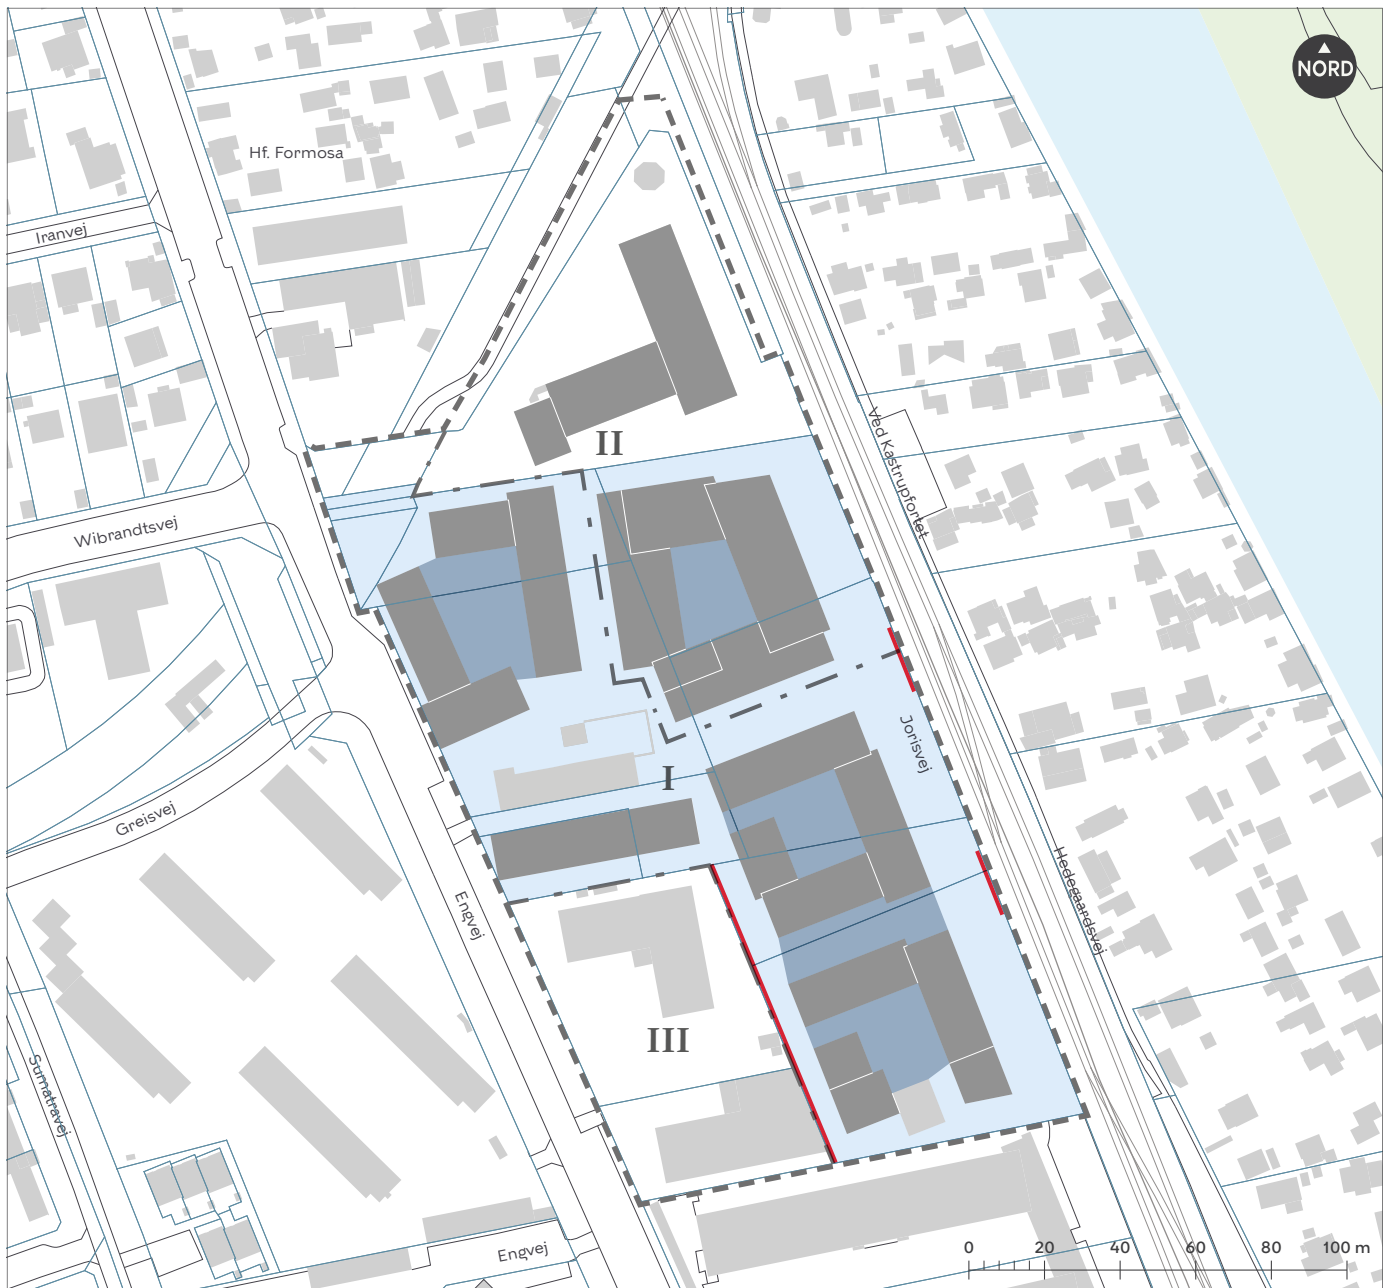 NORD
Hf. Formosa
Iranvej
Ved Kastrupfortet
II
Wibrandtsvej
Jorisvej
I
Greisvej
Hedegaardsvej
Engvej
III
Sumatravej
Engvej
0 20 40 60 80 100 m